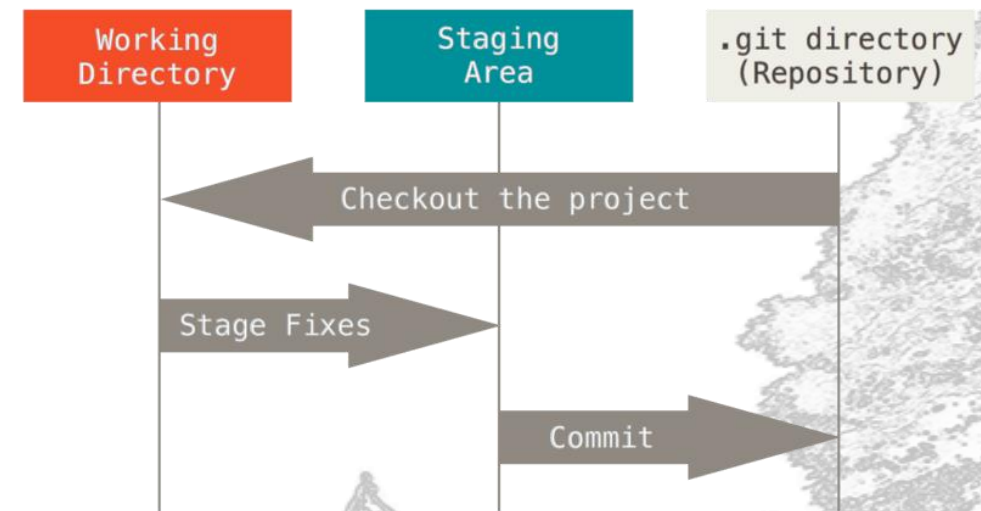 Working
Directory
Staging
Area
.git directory
(Repository)
Checkout the project
Stage Fixes
Commit